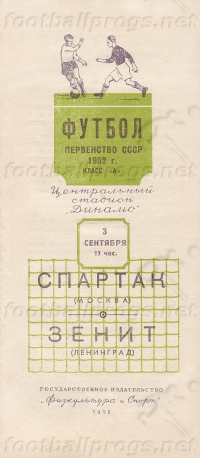 ФУТБОЛ
ПЕРВЕНСТВО СССР
1952 г.
КЛАСС „А“
Центральный
стадион
„Динамо“
3
СЕНТЯБРЯ
17 час.
СПАРТАК
(МОСКВА)
ЗЕНИТ
(ЛЕНИНГРАД)
ГОСУДАРСТВЕННОЕ ИЗДАТЕЛЬСТВО
„Физкультура и Спорт“
1952